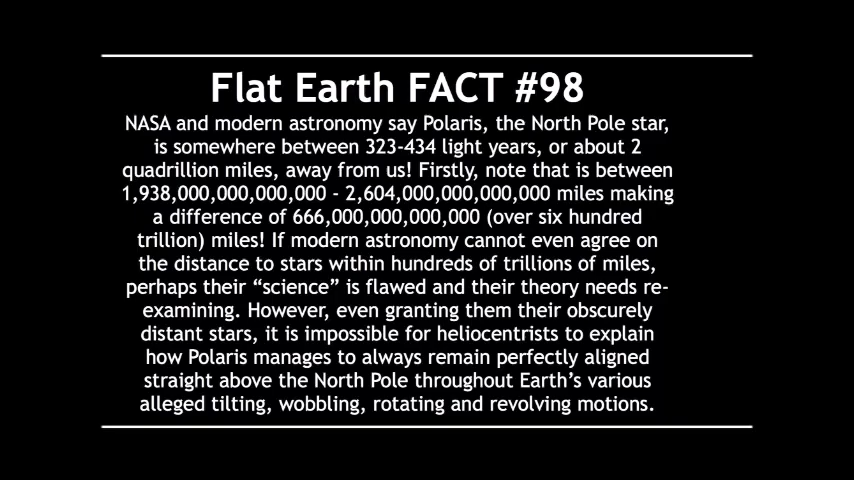 Flat Earth FACT #98
NASA and modern astronomy say Polaris, the North Pole star,
is somewhere between 323-434 light years, or about 2
quadrillion miles, away from us! Firstly, note that is between
1,938,000,000,000,000 - 2,604,000,000,000,000 miles making
a difference of 666,000,000,000,000 (over six hundred
trillion) miles! If modern astronomy cannot even agree on
the distance to stars within hundreds of trillions of miles,
perhaps their “science” is flawed and their theory needs re-
examining. However, even granting them their obscurely
distant stars, it is impossible for heliocentrists to explain
how Polaris manages to always remain perfectly aligned
straight above the North Pole throughout Earth’s various
alleged tilting, wobbling, rotating and revolving motions.